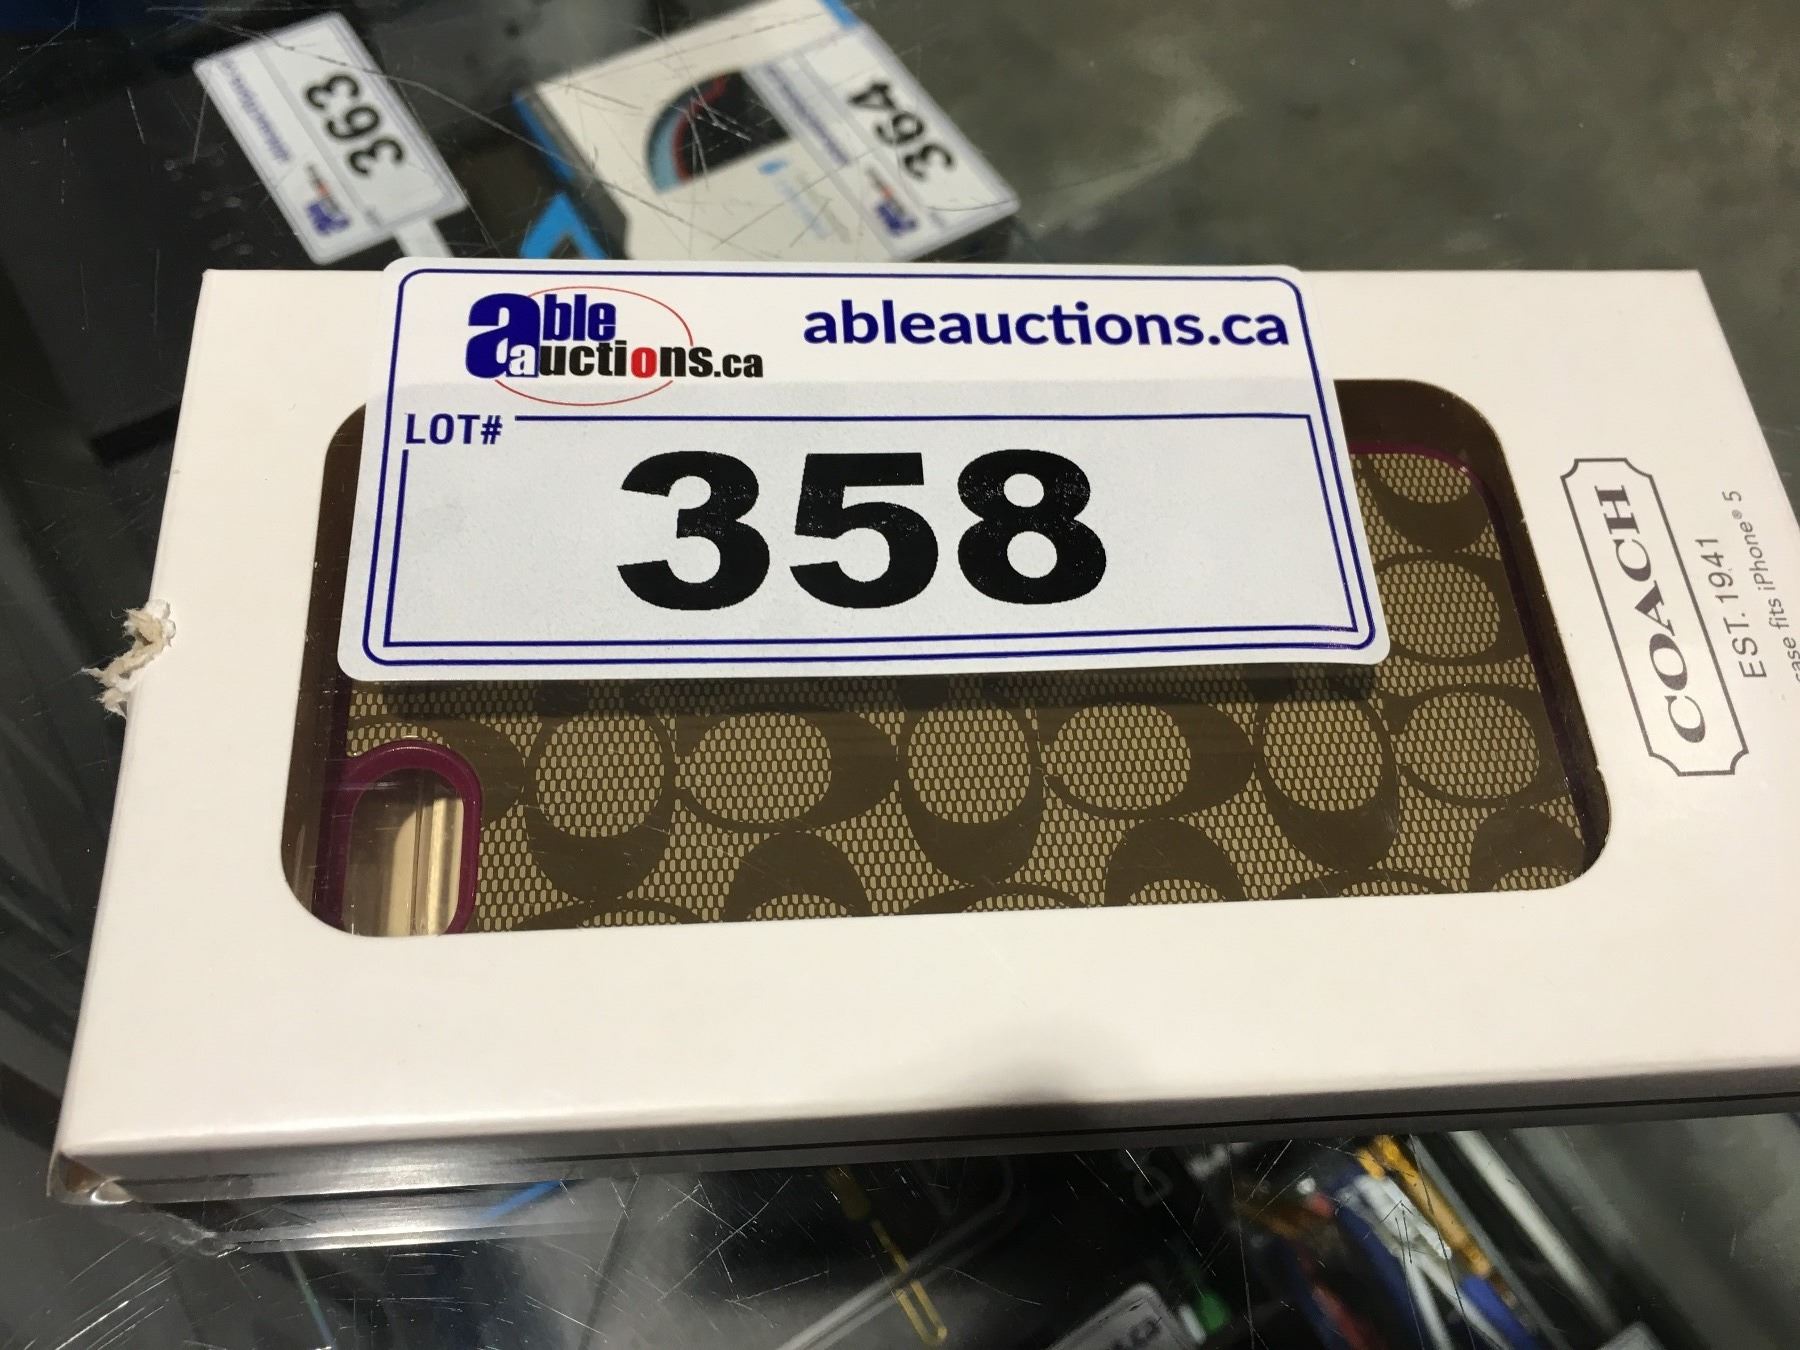 363
364
able
auctions.ca
ableauctions.ca
LOT#
358
COACH
EST. 1941
case fits iPhone® 5